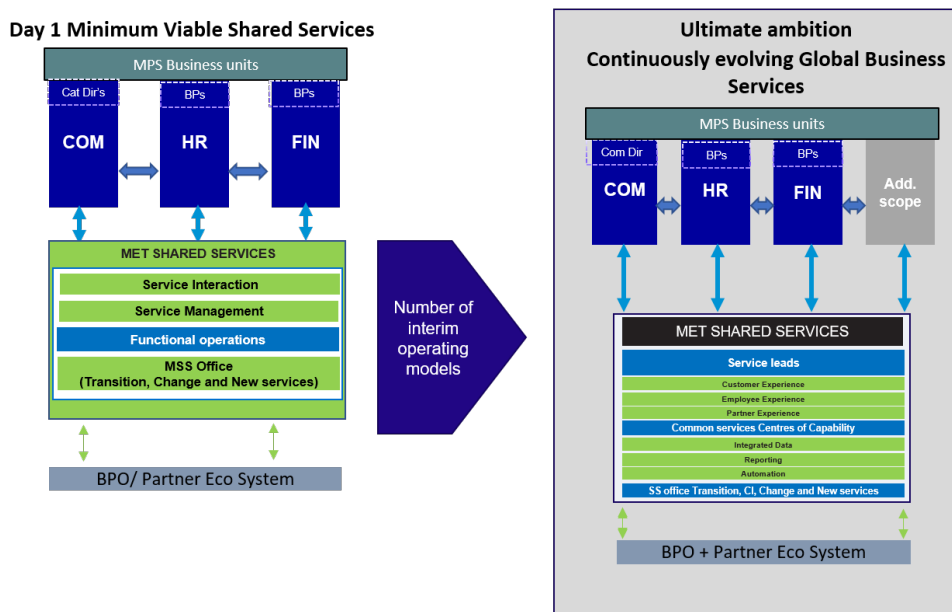 Day 1 Minimum Viable Shared Services
MPS Business units
Cat Dir's
BPs
BPs
COM
HR
FIN
MET SHARED SERVICES
Service Interaction
Service Management
Functional operations
MSS Office
(Transition, Change and New services)
BPO/ Partner Eco System
Number of
interim
operating
models
Ultimate ambition
Continuously evolving Global Business
Services
MPS Business units
Com Dir
BPs
BPs
COM
HR
FIN
Add.
scope
MET SHARED SERVICES
Service leads
Customer Experience
Employee Experience
Partner Experience
Common services Centres of Capability
Integrated Data
Reporting
Automation
SS office Transition, CI, Change and New services
BPO + Partner Eco System